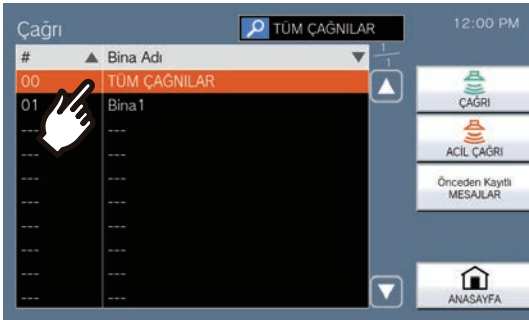 Çağrı
TÜM ÇAĞNILAR
12:00 PM
# ▲ Bina Adı ▼
1/1
00 TÜM ÇAĞNILAR
01 Bina1
--- ---
--- ---
--- ---
--- ---
--- ---
--- ---
--- ---
ÇAĞRI
ACİL ÇAĞRI
Önceden Kayıtlı
MESAJLAR
ANASAYFA